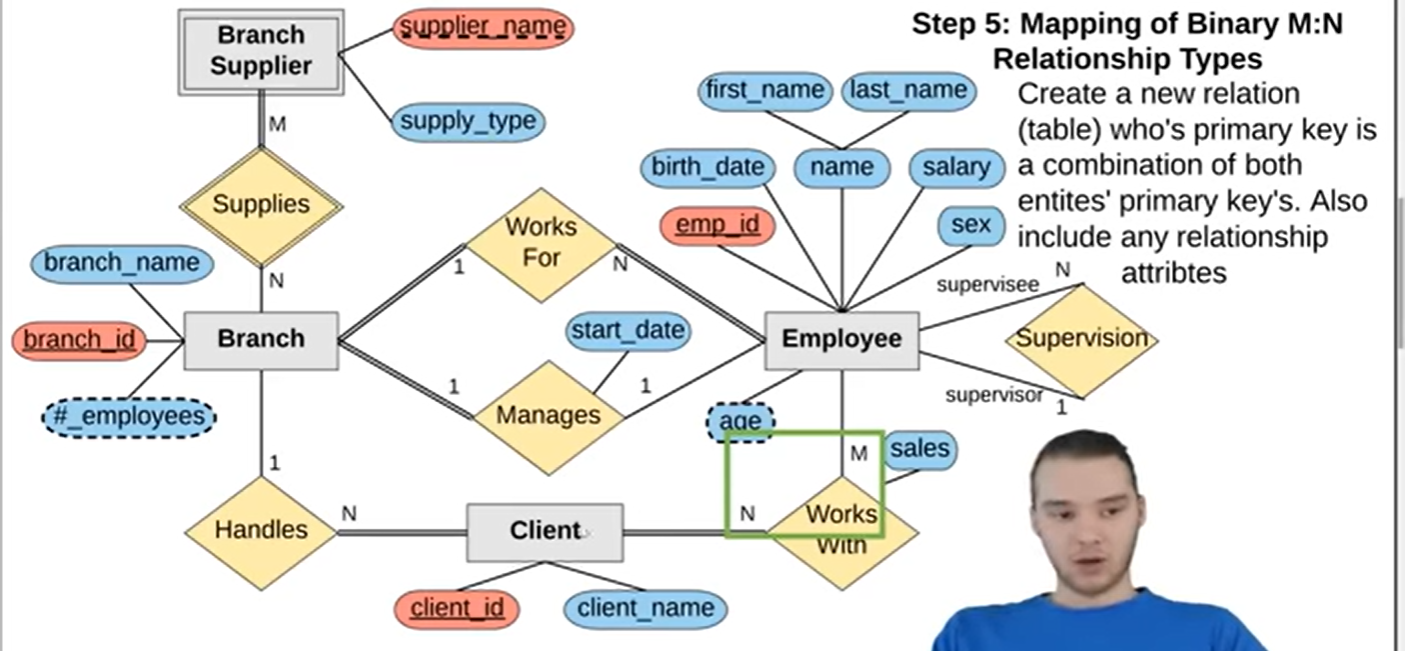 Step 5: Mapping of Binary M:N
Relationship Types
Create a new relation
(table) who's primary key is
a combination of both
entites' primary key's. Also
include any relationship
attribtes
Branch
Supplier
supplier_name
supply_type
M
Supplies
N
branch_name
branch_id
#_employees
Branch
Works
For
1
N
start_date
1
1
Manages
first_name
last_name
birth_date
name
salary
emp_id
sex
Employee
age
supervisee
N
Supervision
supervisor
1
M
sales
1
Handles
N
Client
N
Works
With
client_id
client_name